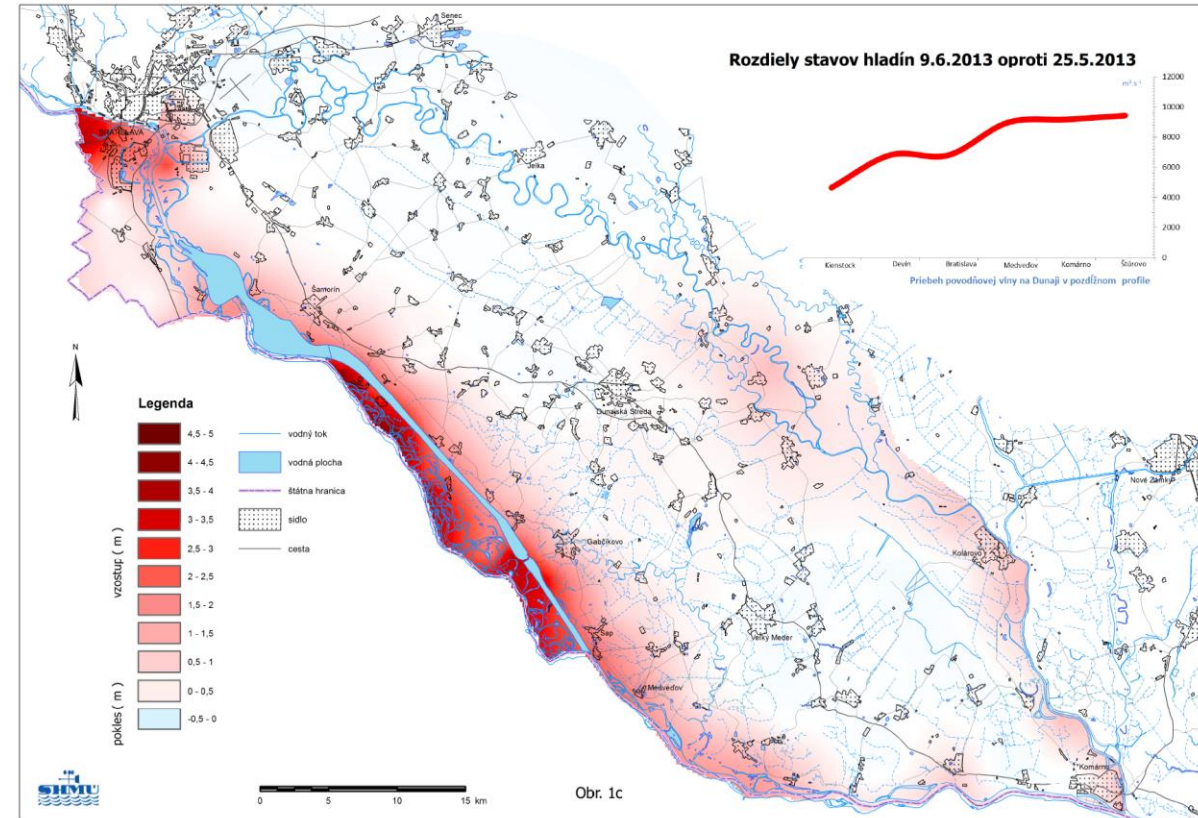 Senec
Rozdiely stavov hladín 9.6.2013 oproti 25.5.2013
m³.s⁻¹
12000
10000
8000
6000
4000
2000
0
Kienstock Devín Bratislava Medveďov Komárno Štúrovo
Priebeh povodňovej vlny na Dunaji v pozdĺžnom profile
BRATISLAVA
Jelka
Šamorín
Dunajská Streda
Nové Zámky
Kolárovo
Gabčíkovo
Veľký Meder
Sap
Medveďov
Komárno
N
Legenda
vzostup ( m )
4,5 - 5
4 - 4,5
3,5 - 4
3 - 3,5
2,5 - 3
2 - 2,5
1,5 - 2
1 - 1,5
0,5 - 1
0 - 0,5
pokles ( m )
-0,5 - 0
vodný tok
vodná plocha
štátna hranica
sídlo
cesta
SHMÚ
0 5 10 15 km
Obr. 1c